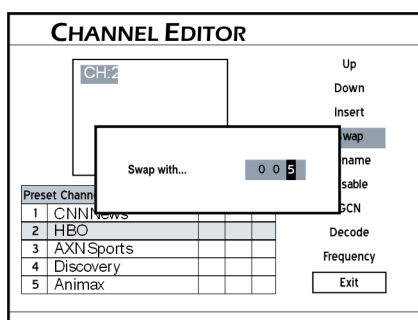 CHANNEL EDITOR
CH:2
Up
Down
Insert
wap
name
sable
GCN
Decode
Frequency
Exit
Swap with... 0 0 5
Preset Chann
1 CNNNews
2 HBO
3 AXNSports
4 Discovery
5 Animax